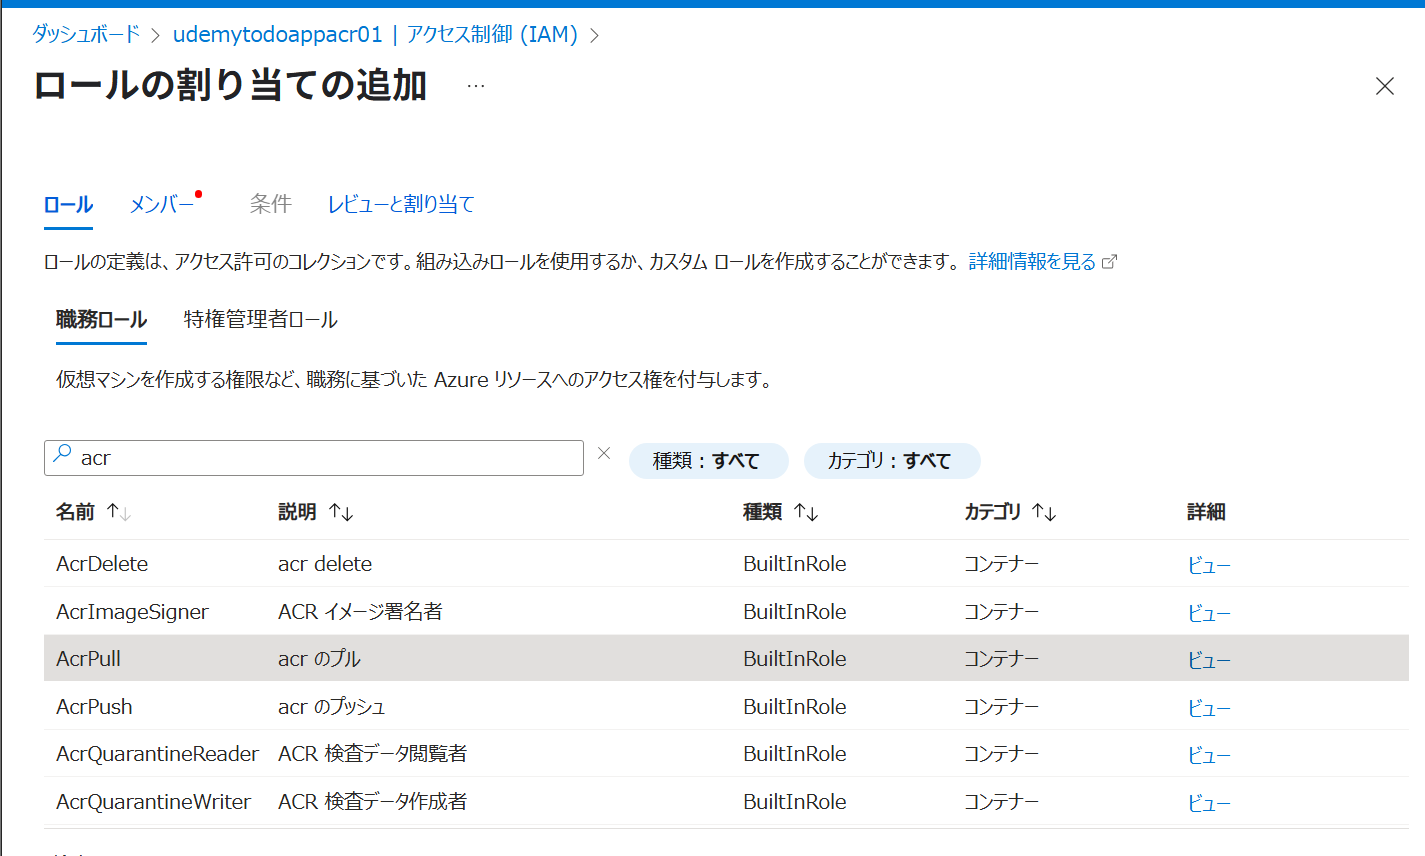 ダッシュボード > udemytodoappacr01 | アクセス制御 (IAM) >
ロールの割り当ての追加 …
ロール メンバー 条件 レビューと割り当て
ロールの定義は、アクセス許可のコレクションです。組み込みロールを使用するか、カスタム ロールを作成することができます。 詳細情報を見る
職務ロール 特権管理者ロール
仮想マシンを作成する権限など、職務に基づいた Azure リソースへのアクセス権を付与します。
acr 種類 : すべて カテゴリ : すべて
名前 ↑↓ 説明 ↑↓ 種類 ↑↓ カテゴリ ↑↓ 詳細
AcrDelete acr delete BuiltInRole コンテナー ビュー
AcrImageSigner ACR イメージ署名者 BuiltInRole コンテナー ビュー
AcrPull acr のプル BuiltInRole コンテナー ビュー
AcrPush acr のプッシュ BuiltInRole コンテナー ビュー
AcrQuarantineReader ACR 検査データ閲覧者 BuiltInRole コンテナー ビュー
AcrQuarantineWriter ACR 検査データ作成者 BuiltInRole コンテナー ビュー